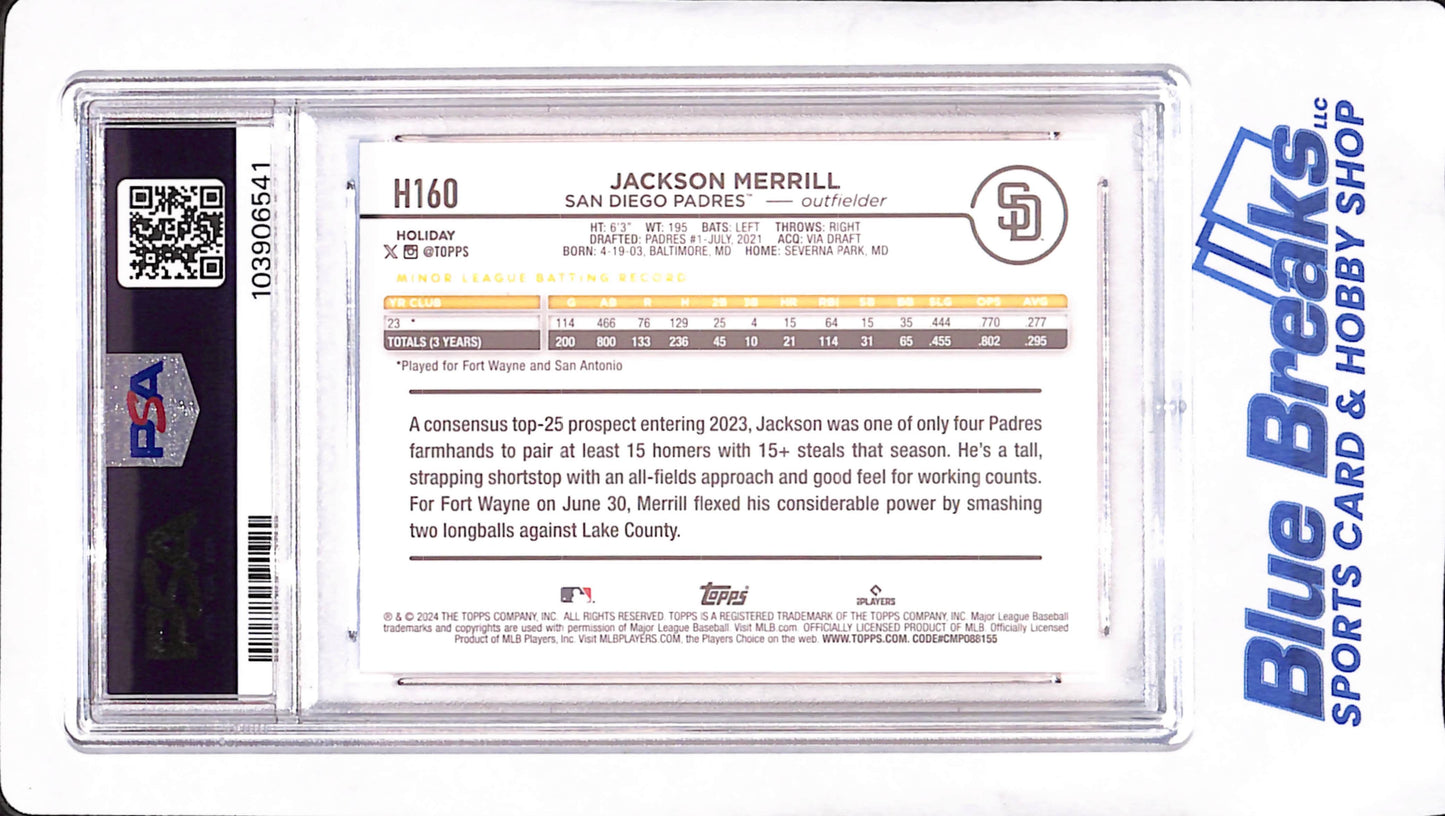 H160
JACKSON MERRILL
SAN DIEGO PADRES™ — outfielder
SD
HOLIDAY
@TOPPS
HT: 6'3" WT: 195 BATS: LEFT THROWS: RIGHT
DRAFTED: PADRES #1-JULY, 2021 ACQ: VIA DRAFT
BORN: 4-19-03, BALTIMORE, MD HOME: SEVERNA PARK, MD
MINOR LEAGUE BATTING RECORD
YR CLUB G AB R H 2B 3B HR RBI SB BB SLG OPS AVG
23 * 114 466 76 129 25 4 15 64 15 35 .444 .770 .277
TOTALS (3 YEARS) 200 800 133 236 45 10 21 114 31 65 .455 .802 .295
*Played for Fort Wayne and San Antonio
A consensus top-25 prospect entering 2023, Jackson was one of only four Padres
farmhands to pair at least 15 homers with 15+ steals that season. He's a tall,
strapping shortstop with an all-fields approach and good feel for working counts.
For Fort Wayne on June 30, Merrill flexed his considerable power by smashing
two longballs against Lake County.
Topps
PLAYERS
® & © 2024 THE TOPPS COMPANY, INC. ALL RIGHTS RESERVED. TOPPS IS A REGISTERED TRADEMARK OF THE TOPPS COMPANY, INC. Major League Baseball
trademarks and copyrights are used with permission of Major League Baseball. Visit MLB.com OFFICIALLY LICENSED PRODUCT OF MLB. Officially Licensed
Product of MLB Players, Inc. Visit MLBPLAYERS.COM, the Players Choice on the web. WWW.TOPPS.COM. CODE#CMP088155
103906541
PSA
PSA
Blue Breaks LLC
SPORTS CARD & HOBBY SHOP